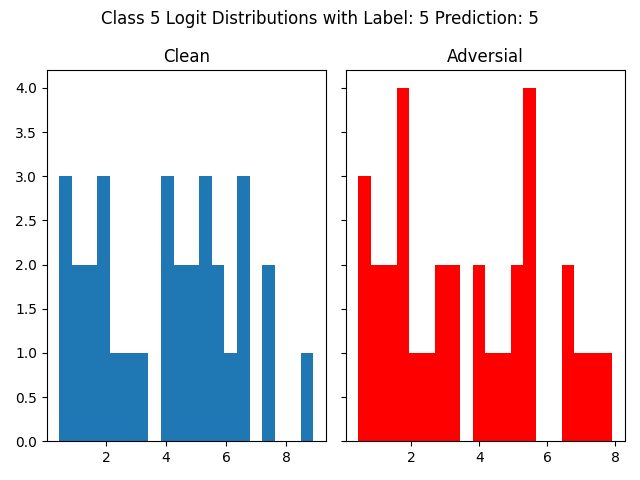 Class 5 Logit Distributions with Label: 5 Prediction: 5
Clean
Adversial
4.0
3.5
3.0
2.5
2.0
1.5
1.0
0.5
0.0
2 4 6 8
2 4 6 8